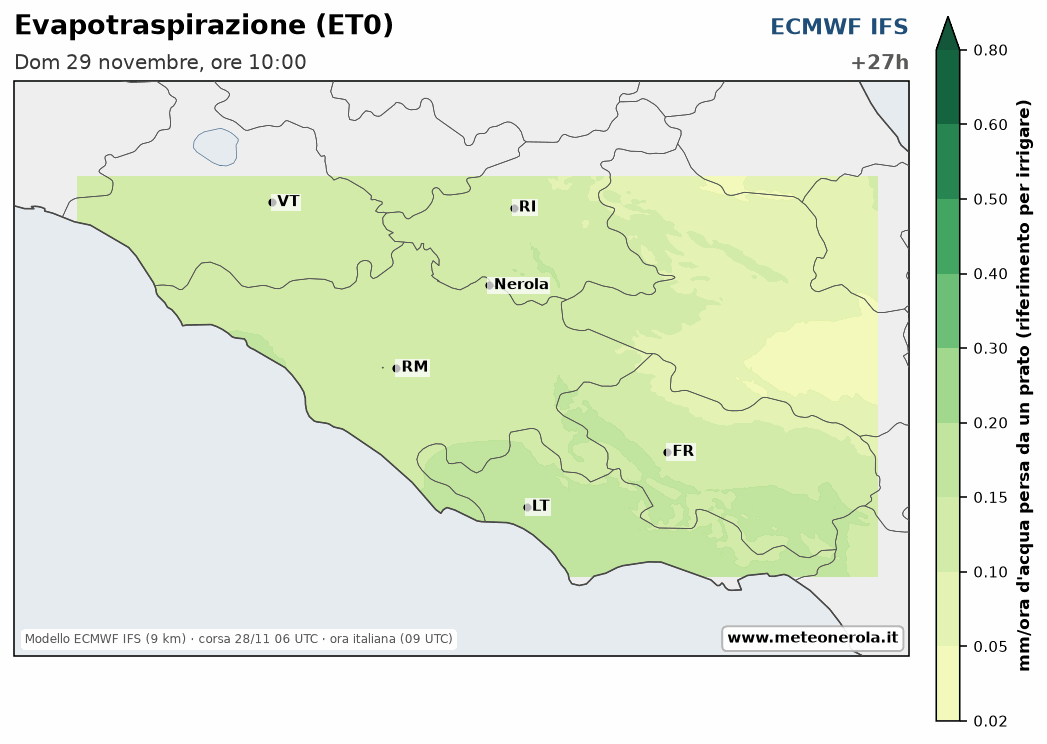 Evapotraspirazione (ET0)
ECMWF IFS
Dom 29 novembre, ore 10:00
+27h
VT
RI
Nerola
RM
FR
LT
Modello ECMWF IFS (9 km) · corsa 28/11 06 UTC · ora italiana (09 UTC)
www.meteonerola.it
0.80
0.60
0.50
0.40
0.30
0.20
0.15
0.10
0.05
0.02
mm/ora d'acqua persa da un prato (riferimento per irrigare)